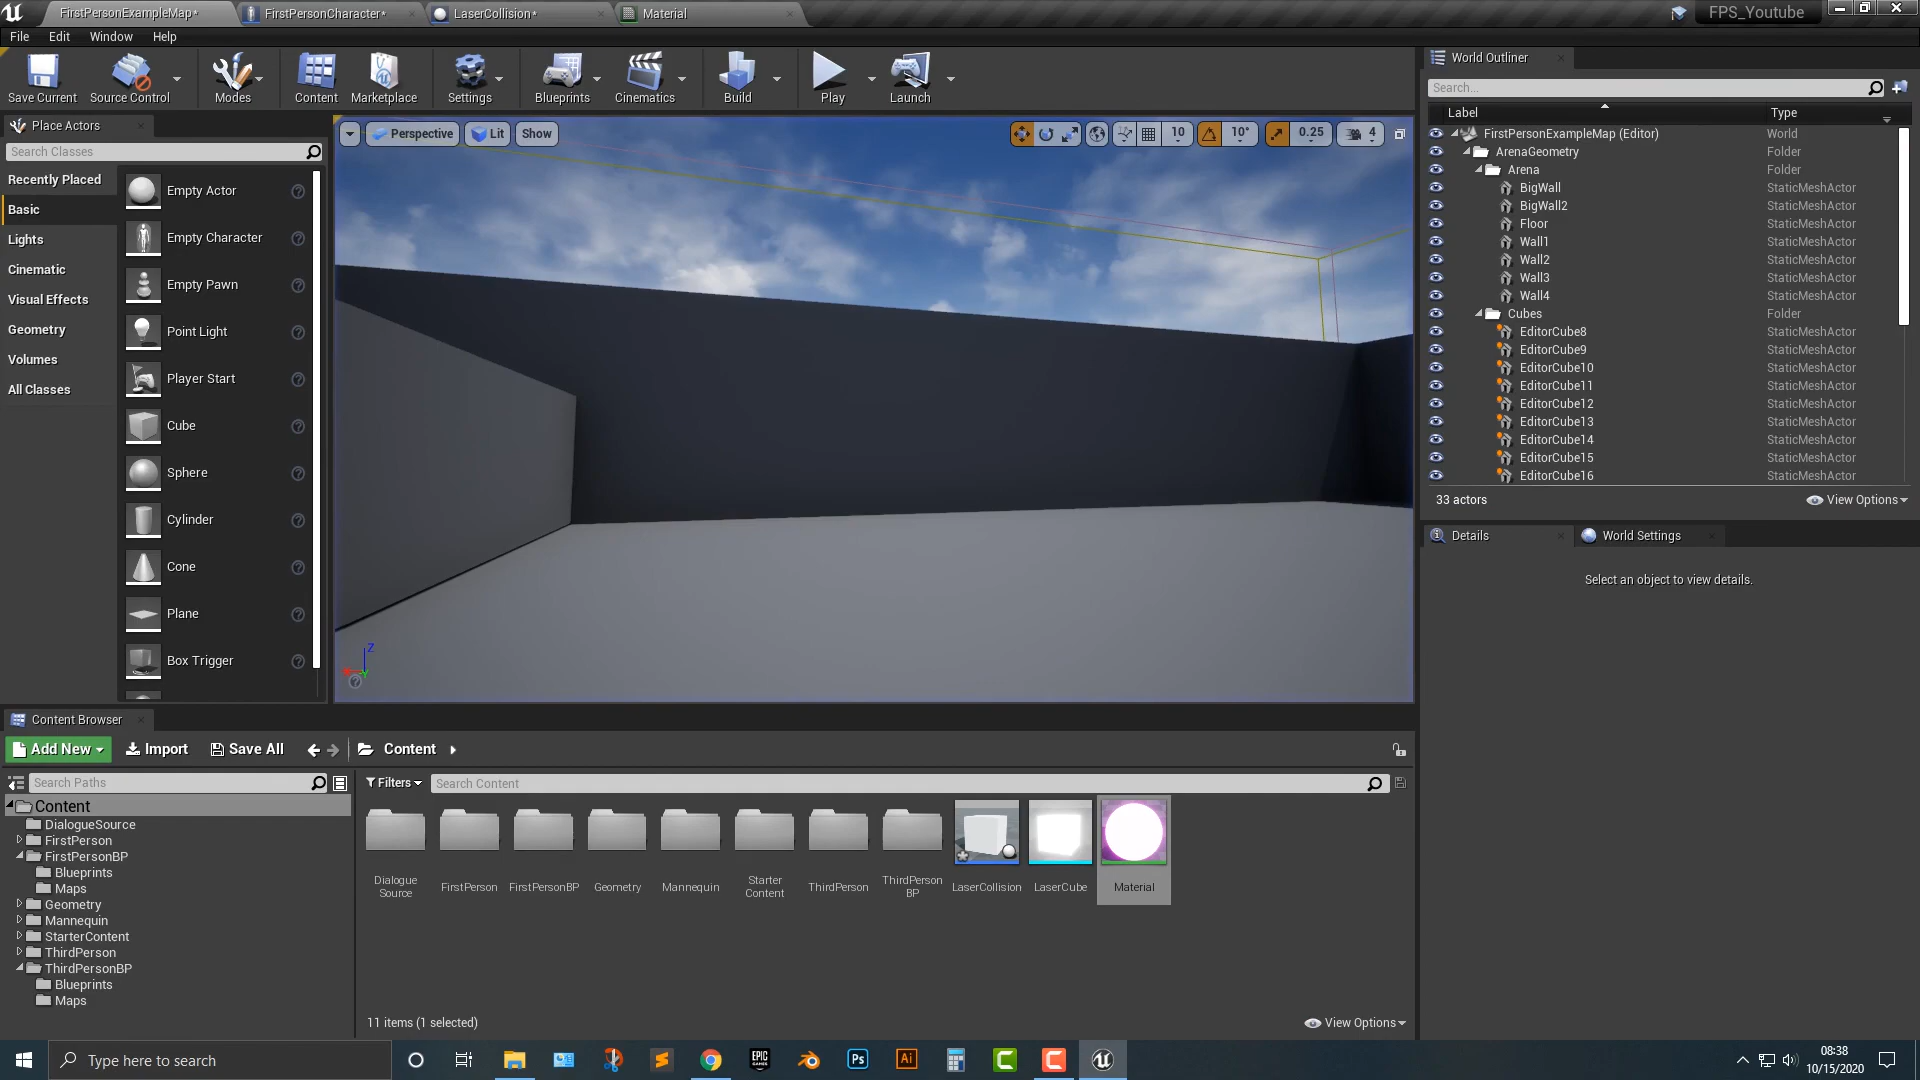 FirstPersonExampleMap*
FirstPersonCharacter*
LaserCollision*
Material
FPS_Youtube
File
Edit
Window
Help
Save Current
Source Control
Modes
Content
Marketplace
Settings
Blueprints
Cinematics
Build
Play
Launch
Place Actors
Search Classes
Recently Placed
Basic
Lights
Cinematic
Visual Effects
Geometry
Volumes
All Classes
Empty Actor
Empty Character
Empty Pawn
Point Light
Player Start
Cube
Sphere
Cylinder
Cone
Plane
Box Trigger
Perspective
Lit
Show
10
10°
0.25
4
Z
World Outliner
Search...
Label
Type
FirstPersonExampleMap (Editor)
World
ArenaGeometry
Folder
Arena
Folder
BigWall
StaticMeshActor
BigWall2
StaticMeshActor
Floor
StaticMeshActor
Wall1
StaticMeshActor
Wall2
StaticMeshActor
Wall3
StaticMeshActor
Wall4
StaticMeshActor
Cubes
Folder
EditorCube8
StaticMeshActor
EditorCube9
StaticMeshActor
EditorCube10
StaticMeshActor
EditorCube11
StaticMeshActor
EditorCube12
StaticMeshActor
EditorCube13
StaticMeshActor
EditorCube14
StaticMeshActor
EditorCube15
StaticMeshActor
EditorCube16
StaticMeshActor
33 actors
View Options
Details
World Settings
Select an object to view details.
Content Browser
Add New
Import
Save All
Content
Search Paths
Filters
Search Content
Content
DialogueSource
FirstPerson
FirstPersonBP
Blueprints
Maps
Geometry
Mannequin
StarterContent
ThirdPerson
ThirdPersonBP
Blueprints
Maps
Dialogue
Source
FirstPerson
FirstPersonBP
Geometry
Mannequin
Starter
Content
ThirdPerson
ThirdPerson
BP
LaserCollision
LaserCube
Material
11 items (1 selected)
View Options
Type here to search
EPIC
GAMES
Ps
Ai
08:38
10/15/2020